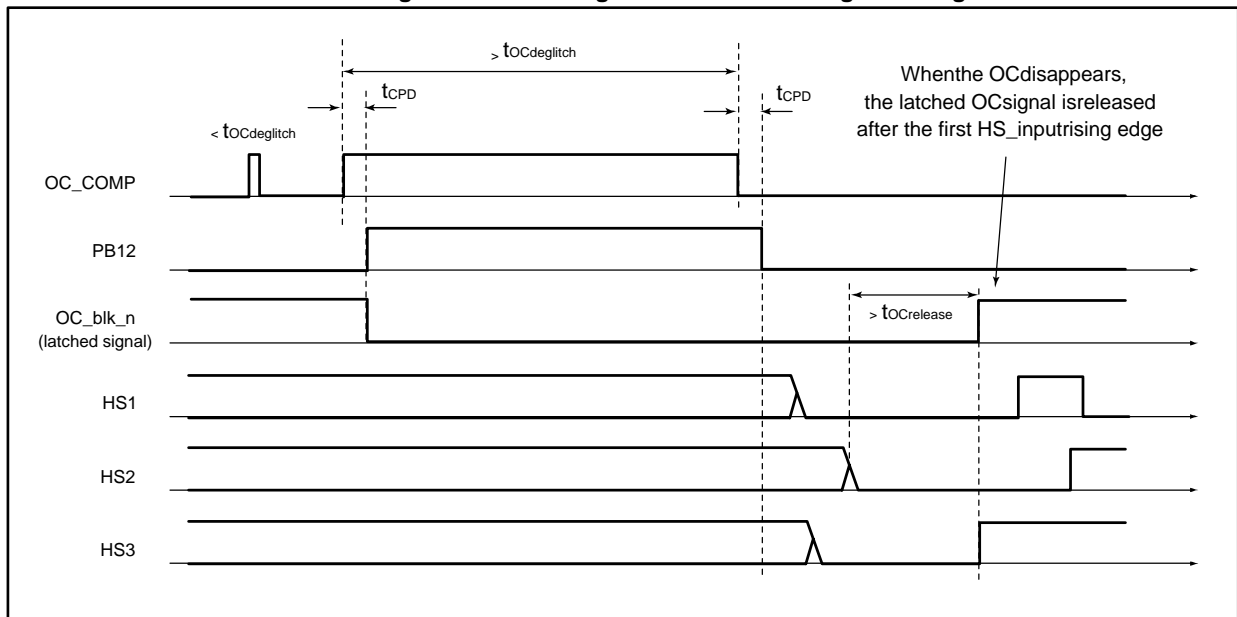 > tOCdeglitch
tCPD
tCPD
< tOCdeglitch
Whenthe OCdisappears,
the latched OCsignal isreleased
after the first HS_inputrising edge
OC_COMP
PB12
OC_blk_n
(latched signal)
> tOCrelease
HS1
HS2
HS3